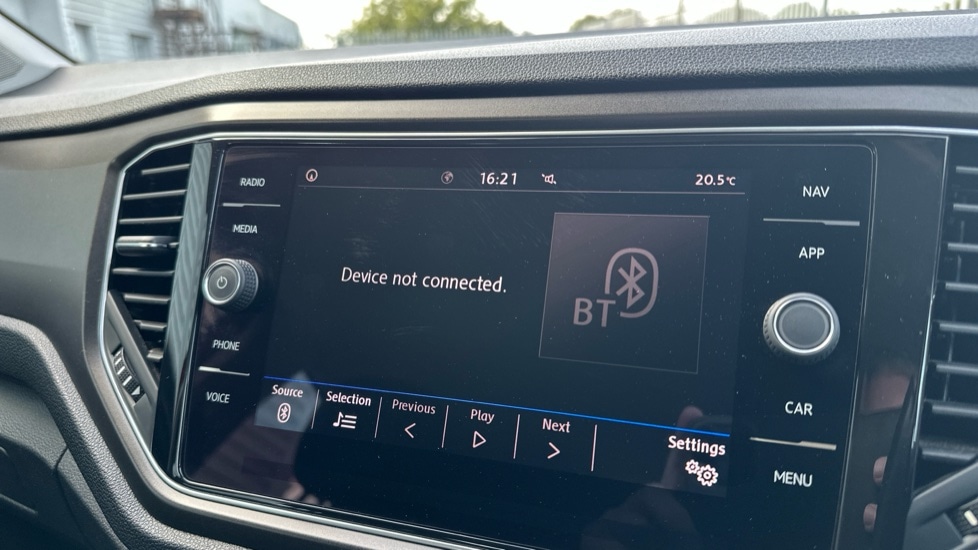 RADIO
MEDIA
PHONE
VOICE
16:21
20.5°C
Device not connected.
BT
Source
Selection
Previous
Play
Next
Settings
NAV
APP
CAR
MENU